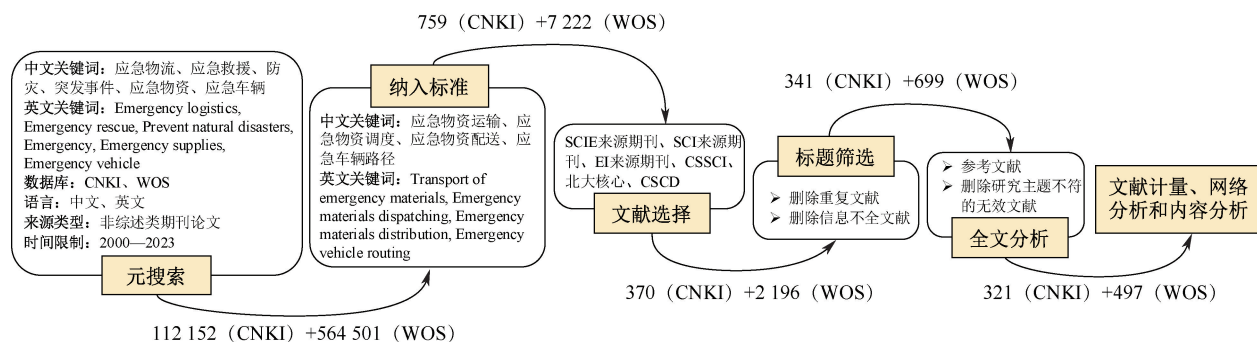 759（CNKI）+7 222（WOS）
中文关键词：应急物流、应急救援、防
灾、突发事件、应急物资、应急车辆
英文关键词：Emergency logistics,
Emergency rescue, Prevent natural disasters,
Emergency, Emergency supplies,
Emergency vehicle
数据库：CNKI、WOS
语言：中文、英文
来源类型：非综述类期刊论文
时间限制：2000—2023
元搜索
112 152（CNKI）+564 501（WOS）
纳入标准
中文关键词：应急物资运输、应
急物资调度、应急物资配送、应
急车辆路径
英文关键词：Transport of
emergency materials, Emergency
materials dispatching, Emergency
materials distribution, Emergency
vehicle routing
SCIE来源期刊、SCI来源期
刊、EI来源期刊、CSSCI、
北大核心、CSCD
文献选择
370（CNKI）+2 196（WOS）
标题筛选
➢ 删除重复文献
➢ 删除信息不全文献
341（CNKI）+699（WOS）
➢ 参考文献
➢ 删除研究主题不符
的无效文献
全文分析
321（CNKI）+497（WOS）
文献计量、网络
分析和内容分析